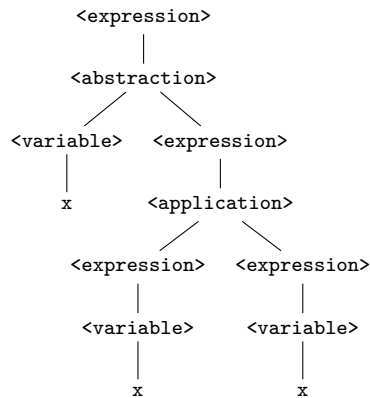 <expression>
<abstraction>
<variable> <expression>
x <application>
<expression> <expression>
<variable> <variable>
x x